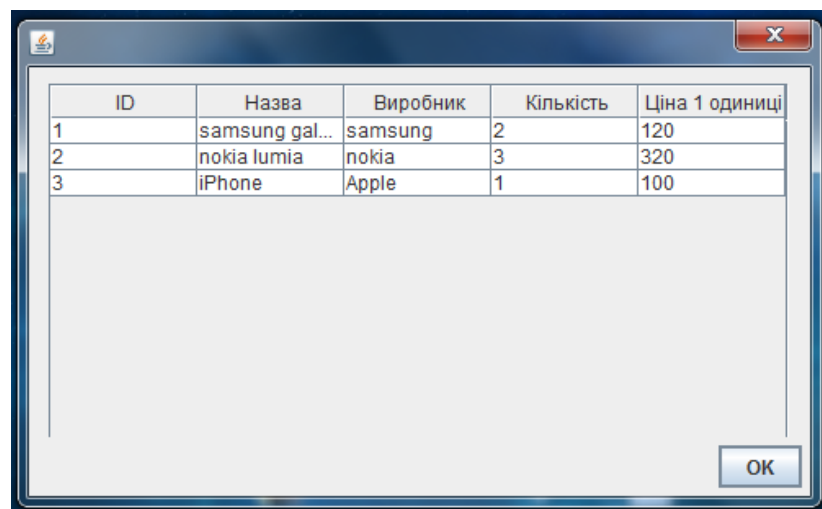 ID Назва Виробник Кількість Ціна 1 одиниці
1 samsung gal... samsung 2 120
2 nokia lumia nokia 3 320
3 iPhone Apple 1 100
OK